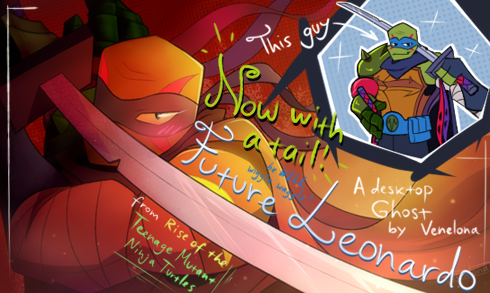 This guy
Now with
a tail!
Future Leonardo
A desktop
Ghost
by Venelona
from Rise of the
Teenage Mutant
Ninja Turtles